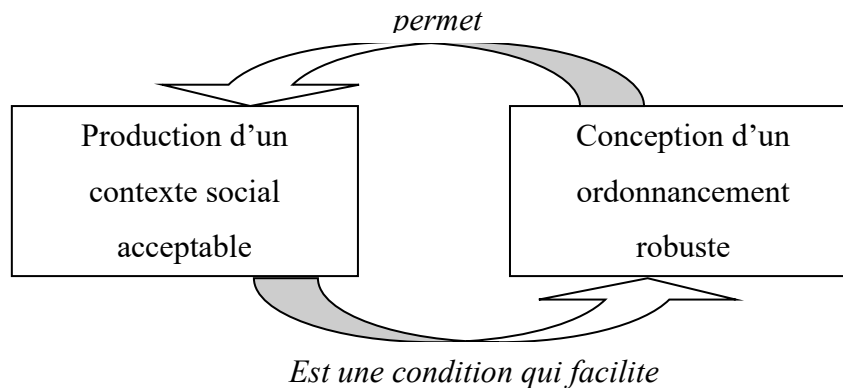 permet
Production d’un
contexte social
acceptable
Conception d’un
ordonnancement
robuste
Est une condition qui facilite